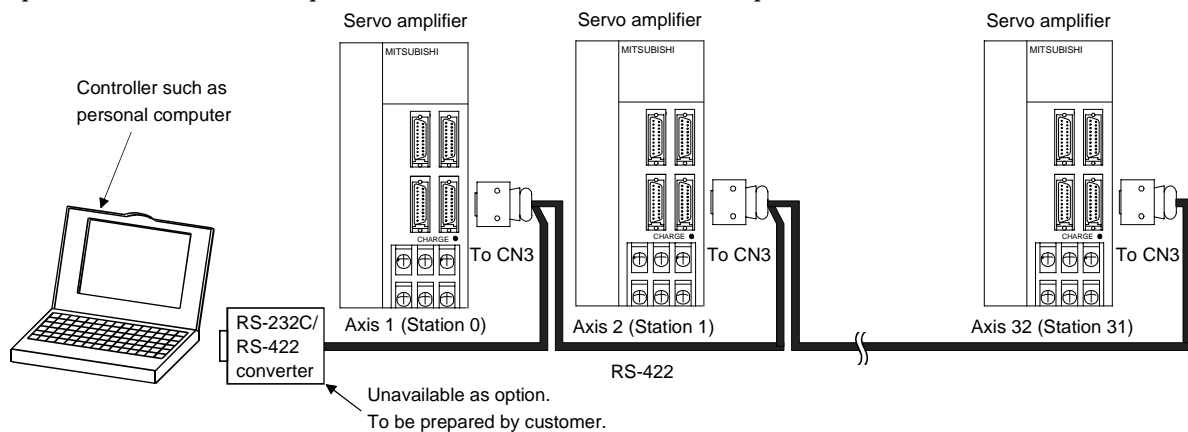 Servo amplifier
Servo amplifier
Servo amplifier
MITSUBISHI
MITSUBISHI
MITSUBISHI
Controller such as
personal computer
CHARGE
CHARGE
CHARGE
To CN3
To CN3
To CN3
RS-232C/
RS-422
converter
Axis 1 (Station 0)
Axis 2 (Station 1)
Axis 32 (Station 31)
RS-422
Unavailable as option.
To be prepared by customer.